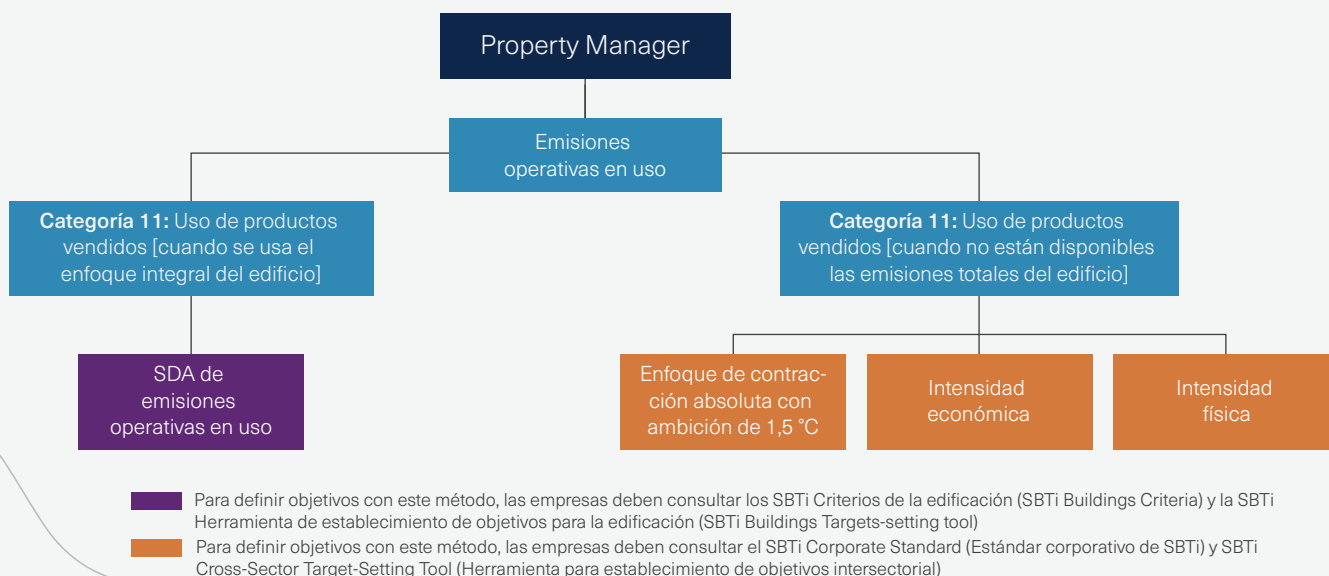 Property Manager
Emisiones
operativas en uso
Categoría 11: Uso de productos
vendidos [cuando se usa el
enfoque integral del edificio]
Categoría 11: Uso de productos
vendidos [cuando no están disponibles
las emisiones totales del edificio]
SDA de
emisiones
operativas en uso
Enfoque de contrac-
ción absoluta con
ambición de 1,5 °C
Intensidad
económica
Intensidad
física
Para definir objetivos con este método, las empresas deben consultar los SBTi Criterios de la edificación (SBTi Buildings Criteria) y la SBTi
Herramienta de establecimiento de objetivos para la edificación (SBTi Buildings Targets-setting tool)
Para definir objetivos con este método, las empresas deben consultar el SBTi Corporate Standard (Estándar corporativo de SBTi) y SBTi
Cross-Sector Target-Setting Tool (Herramienta para establecimiento de objetivos intersectorial)